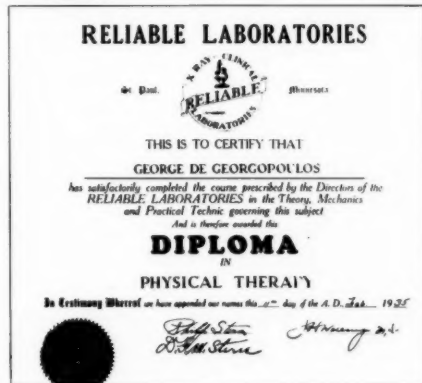 RELIABLE LABORATORIES
X RAY CLINICAL
St. Paul. Minnesota
RELIABLE
LABORATORIES
THIS IS TO CERTIFY THAT
GEORGE DE GEORGOPOULOS
has satisfactorily completed the course prescribed by the Directors of the
RELIABLE LABORATORIES in the Theory, Mechanics
and Practical Technic governing this subject
And is therefore awarded this
DIPLOMA
IN
PHYSICAL THERAPY
In Testimony Whereof we have appended our names this day of the A. D. Feb. 1935